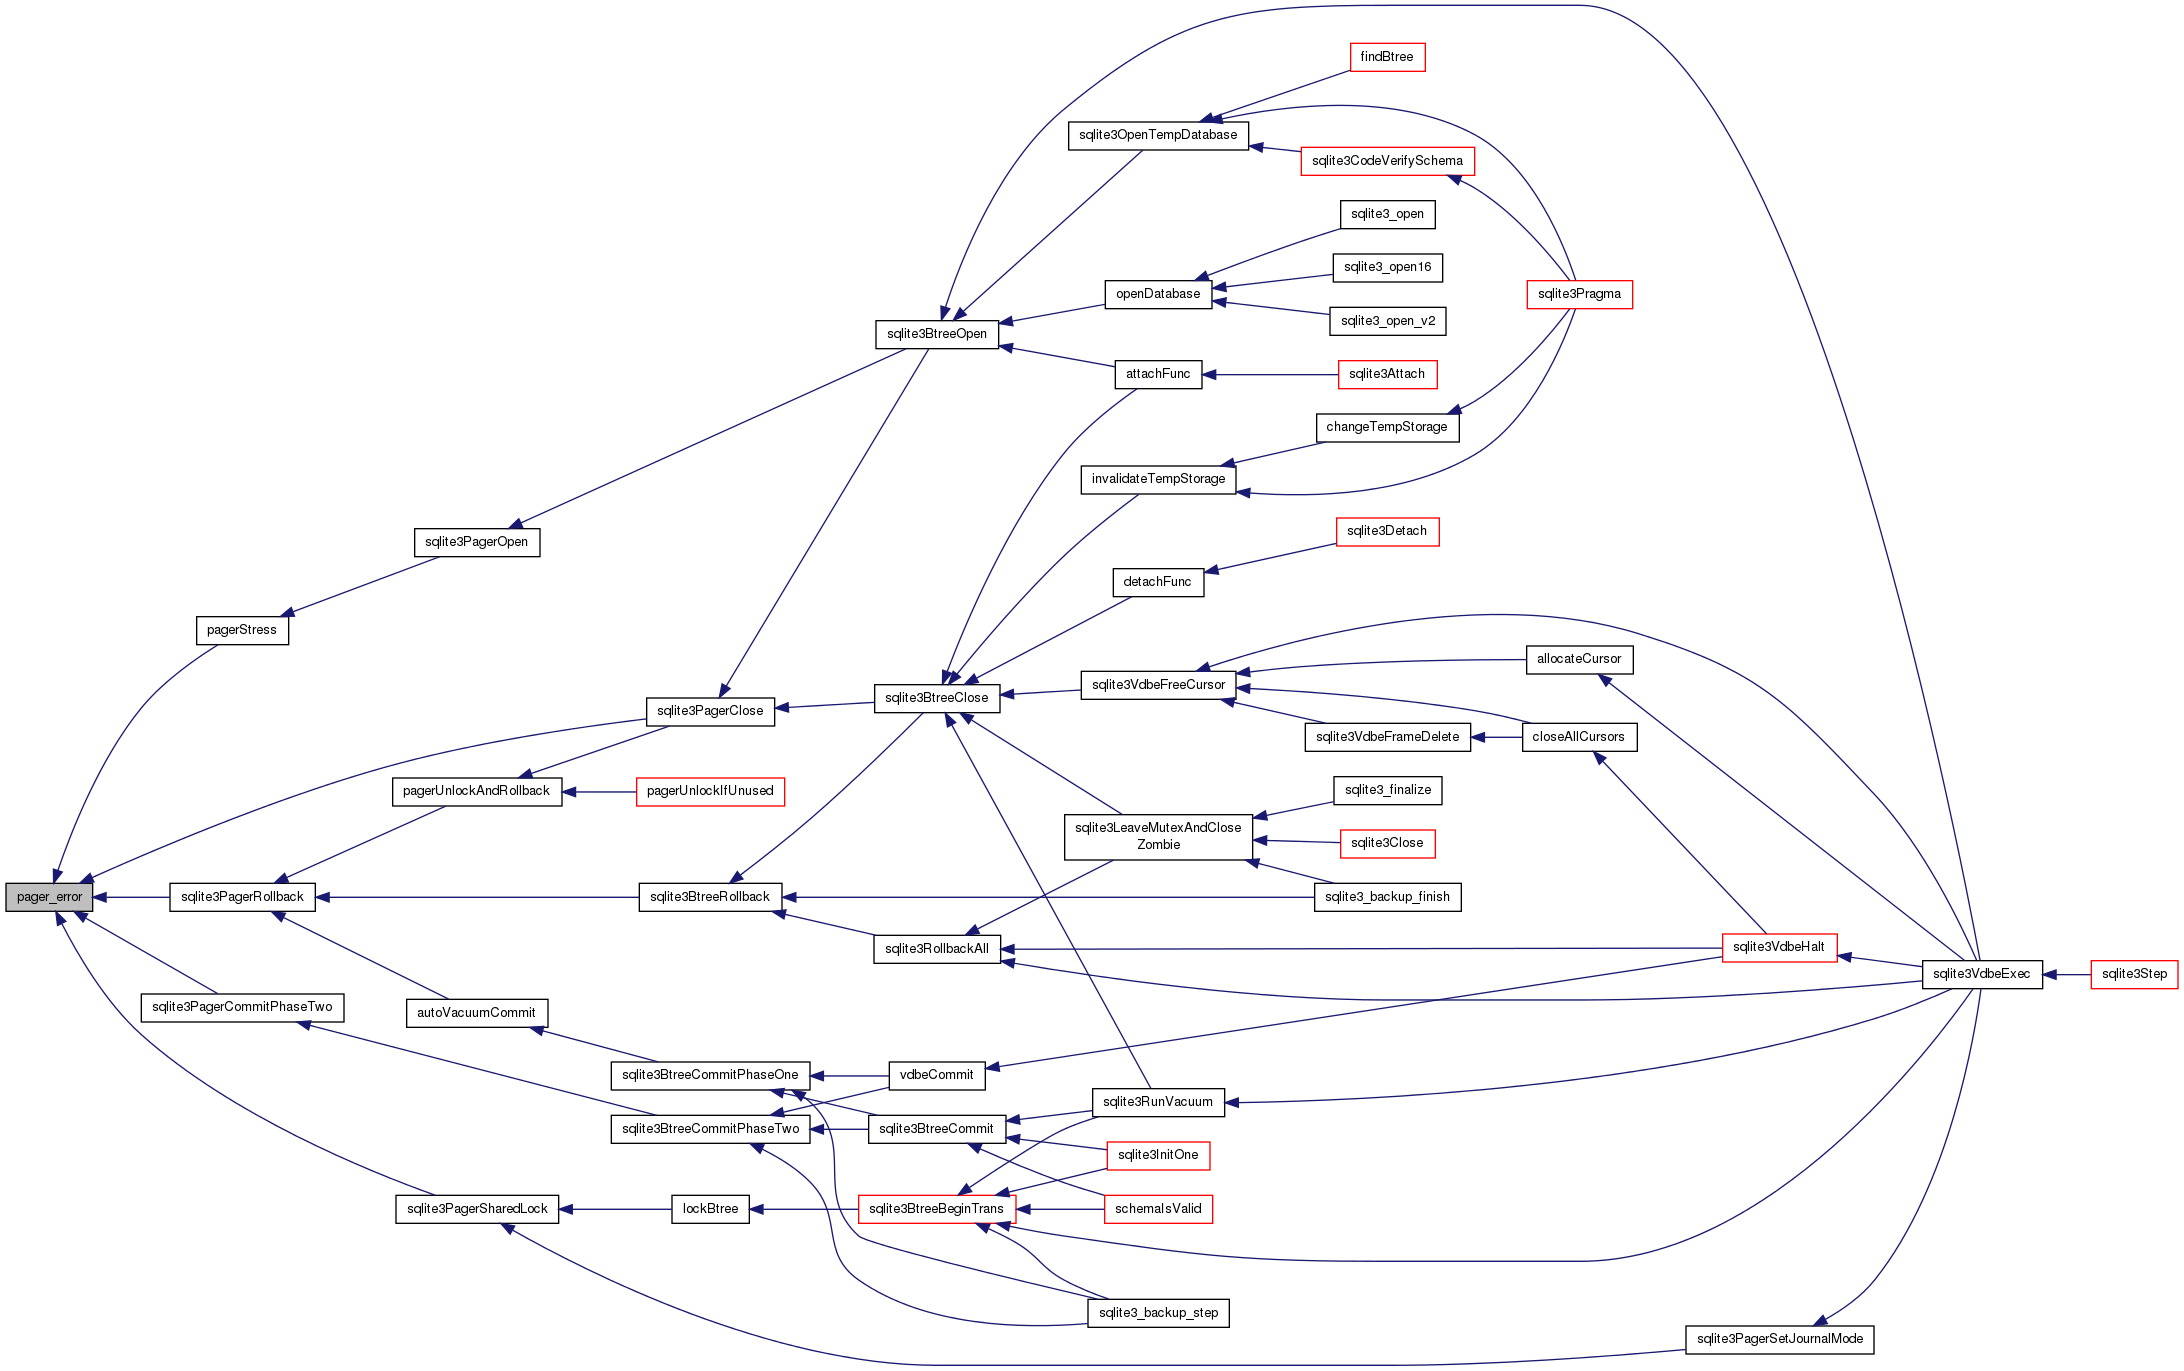 findBtree
sqlite3OpenTempDatabase
sqlite3CodeVerifySchema
sqlite3_open
sqlite3_open16
openDatabase
sqlite3Pragma
sqlite3_open_v2
sqlite3BtreeOpen
attachFunc
sqlite3Attach
changeTempStorage
invalidateTempStorage
sqlite3Detach
sqlite3PagerOpen
detachFunc
pagerStress
allocateCursor
sqlite3VdbeFreeCursor
sqlite3BtreeClose
sqlite3PagerClose
sqlite3VdbeFrameDelete
closeAllCursors
pagerUnlockAndRollback
pagerUnlockIfUnused
sqlite3_finalize
sqlite3LeaveMutexAndClose
Zombie
sqlite3Close
pager_error
sqlite3PagerRollback
sqlite3BtreeRollback
sqlite3_backup_finish
sqlite3RollbackAll
sqlite3VdbeHalt
sqlite3VdbeExec
sqlite3Step
sqlite3PagerCommitPhaseTwo
autoVacuumCommit
sqlite3BtreeCommitPhaseOne
vdbeCommit
sqlite3RunVacuum
sqlite3BtreeCommitPhaseTwo
sqlite3BtreeCommit
sqlite3InitOne
sqlite3PagerSharedLock
lockBtree
sqlite3BtreeBeginTrans
schemaIsValid
sqlite3_backup_step
sqlite3PagerSetJournalMode